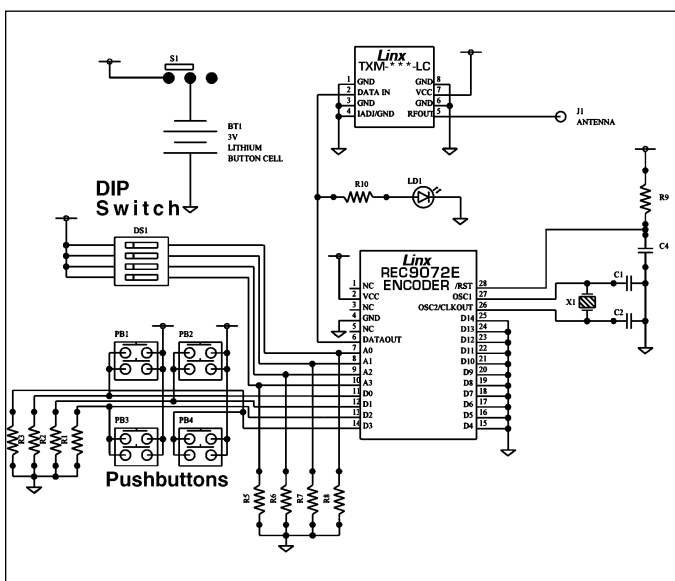 S1
BT1
3V
LITHIUM
BUTTON CELL
Linx
TXM-***-LC
1 GND GND 8
2 DATA IN VCC 7
3 GND GND 6
4 IADJ/GND RFOUT 5
J1
ANTENNA
R10
LD1
R9
C4
DIP
Switch
DS1
Linx
REC9072E
ENCODER
1 NC /RST 28
2 VCC OSC1 27
3 NC OSC2/CLKOUT 26
4 GND D14 25
5 NC D13 24
6 DATAOUT D12 23
7 A0 D11 22
8 A1 D10 21
9 A2 D9 20
10 A3 D8 19
11 D0 D7 18
12 D1 D6 17
13 D2 D5 16
14 D3 D4 15
C1
X1
C2
PB1
PB2
PB3
PB4
Pushbuttons
R3
R2
R1
R5
R6
R7
R8